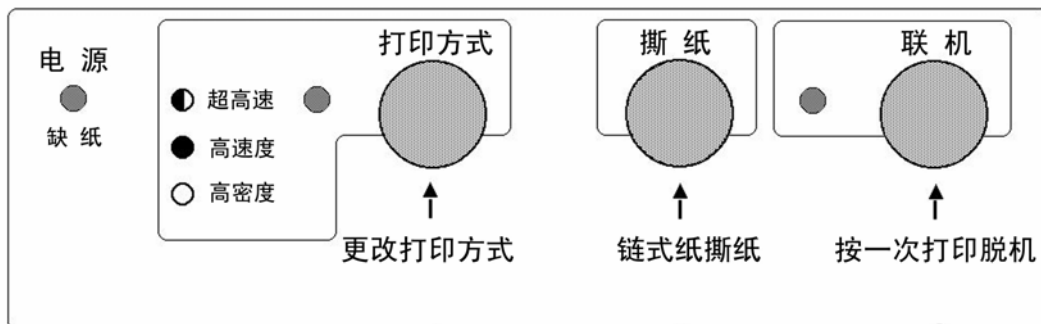 电 源
缺 纸
打印方式
超高速
高速度
高密度
更改打印方式
撕 纸
链式纸撕纸
联 机
按一次打印脱机